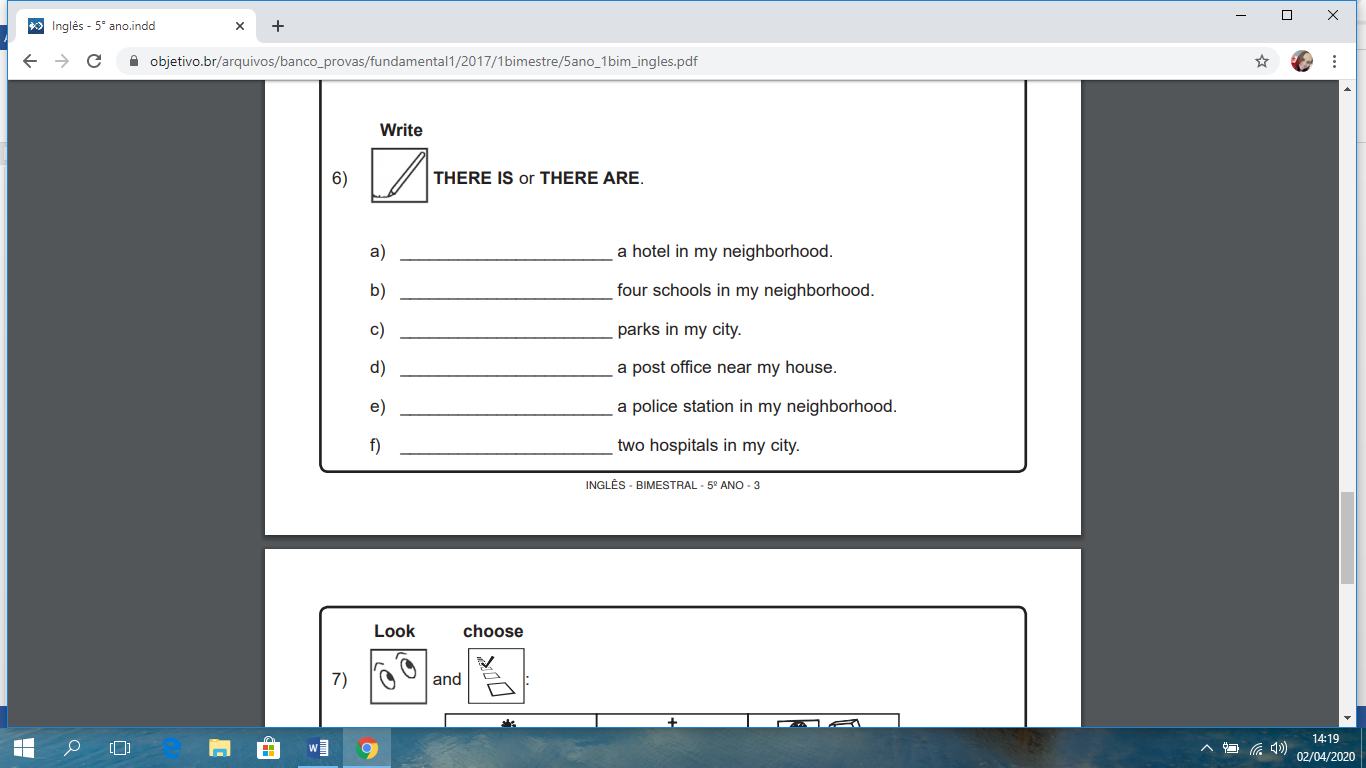 Inglês - 5° ano.indd
objetivo.br/arquivos/banco_provas/fundamental1/2017/1bimestre/5ano_1bim_ingles.pdf
Write
6) THERE IS or THERE ARE.
a) ______________________ a hotel in my neighborhood.
b) ______________________ four schools in my neighborhood.
c) ______________________ parks in my city.
d) ______________________ a post office near my house.
e) ______________________ a police station in my neighborhood.
f) ______________________ two hospitals in my city.
INGLÊS - BIMESTRAL - 5º ANO - 3
Look choose
7) and :
14:19
02/04/2020